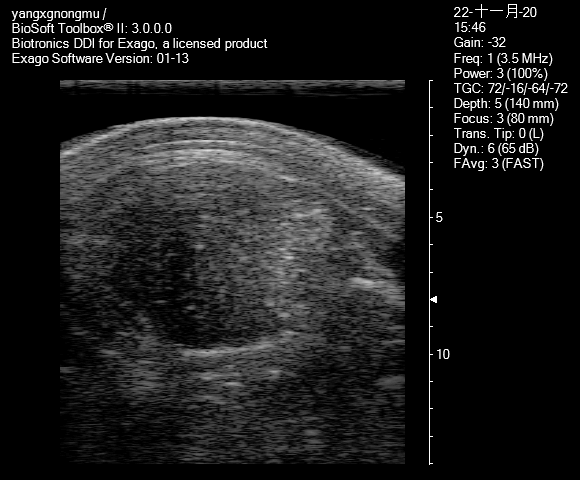 yangxgnongmu /
BioSoft Toolbox® II: 3.0.0.0
Biotronics DDI for Exago, a licensed product
Exago Software Version: 01-13
22-十一月-20
15:46
Gain: -32
Freq: 1 (3.5 MHz)
Power: 3 (100%)
TGC: 72/-16/-64/-72
Depth: 5 (140 mm)
Focus: 3 (80 mm)
Trans. Tip: 0 (L)
Dyn.: 6 (65 dB)
FAvg: 3 (FAST)
5
10